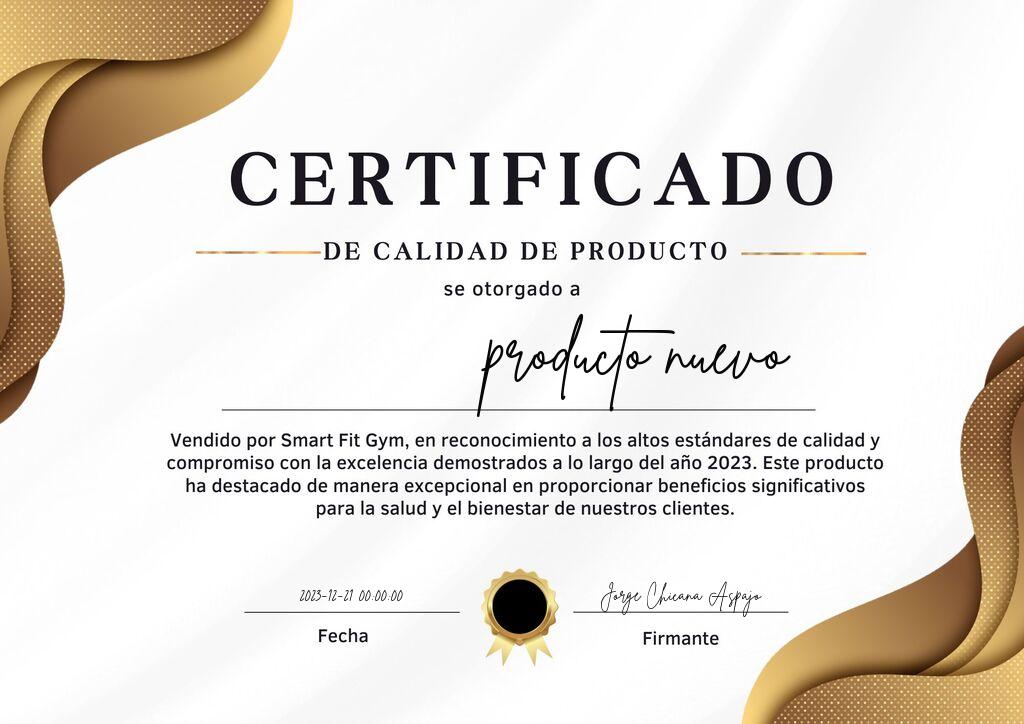 CERTIFICADO
DE CALIDAD DE PRODUCTO
se otorgado a
producto nuevo
Vendido por Smart Fit Gym, en reconocimiento a los altos estándares de calidad y
compromiso con la excelencia demostrados a lo largo del año 2023. Este producto
ha destacado de manera excepcional en proporcionar beneficios significativos
para la salud y el bienestar de nuestros clientes.
2023-12-21 00:00:00 Jorge Chicana Aspajo
Fecha Firmante